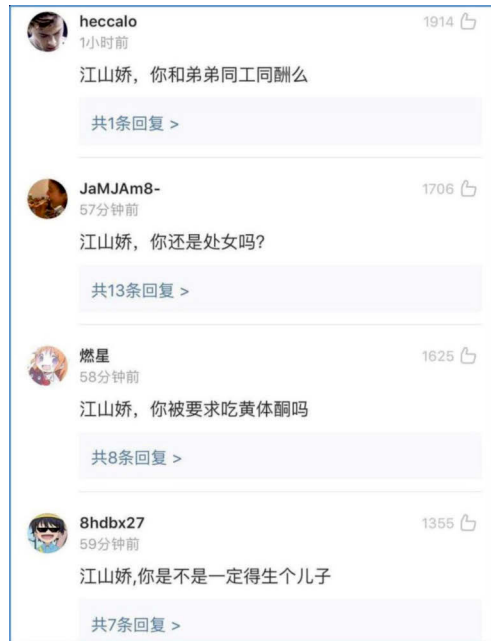 heccalo
1914
1小时前
江山娇，你和弟弟同工同酬么
共1条回复 >
JaMJAm8-
1706
57分钟前
江山娇，你还是处女吗?
共13条回复 >
燃星
1625
58分钟前
江山娇，你被要求吃黄体酮吗
共8条回复 >
8hdbx27
1355
59分钟前
江山娇,你是不是一定得生个儿子
共7条回复 >